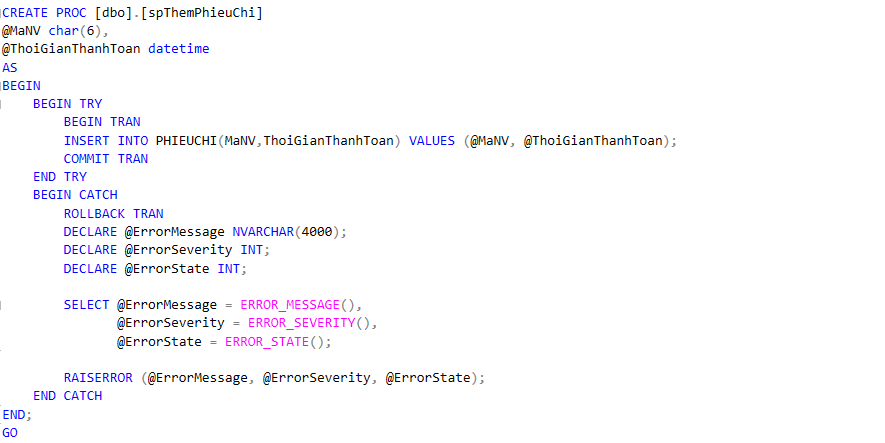 CREATE PROC [dbo].[spThemPhieuChi]
@MaNV char(6),
@ThoiGianThanhToan datetime
AS
BEGIN
    BEGIN TRY
        BEGIN TRAN
        INSERT INTO PHIEUCHI(MaNV,ThoiGianThanhToan) VALUES (@MaNV, @ThoiGianThanhToan);
        COMMIT TRAN
    END TRY
    BEGIN CATCH
        ROLLBACK TRAN
        DECLARE @ErrorMessage NVARCHAR(4000);
        DECLARE @ErrorSeverity INT;
        DECLARE @ErrorState INT;

        SELECT @ErrorMessage = ERROR_MESSAGE(),
               @ErrorSeverity = ERROR_SEVERITY(),
               @ErrorState = ERROR_STATE();

        RAISERROR (@ErrorMessage, @ErrorSeverity, @ErrorState);
    END CATCH
END;
GO